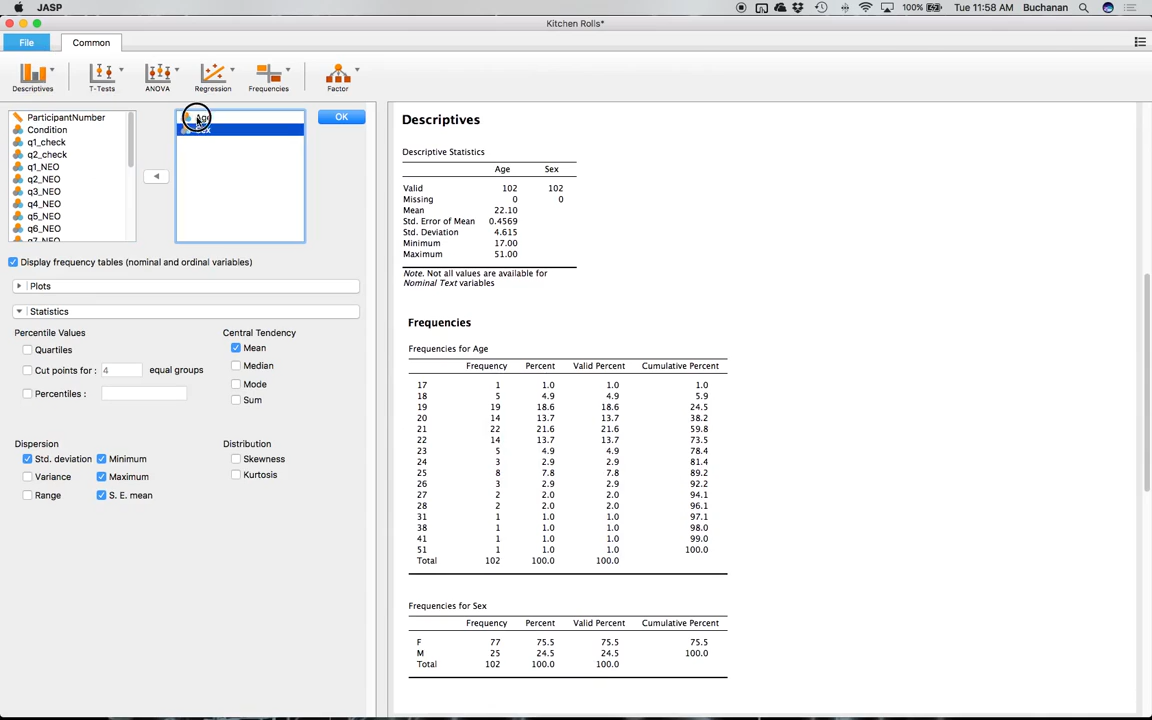 JASP
100%
Tue 11:58 AM
Buchanan
Kitchen Rolls*
File
Common
Descriptives
T-Tests
ANOVA
Regression
Frequencies
Factor
ParticipantNumber
Condition
q1_check
q2_check
q1_NEO
q2_NEO
q3_NEO
q4_NEO
q5_NEO
q6_NEO
q7_NEO
Age
Sex
OK
Display frequency tables (nominal and ordinal variables)
Plots
Statistics
Percentile Values
Central Tendency
Quartiles
Mean
Cut points for : 4 equal groups
Median
Percentiles :
Mode
Sum
Dispersion
Distribution
Std. deviation Minimum
Skewness
Variance Maximum
Kurtosis
Range S. E. mean
Descriptives
Descriptive Statistics
Age Sex
Valid 102 102
Missing 0 0
Mean 22.10
Std. Error of Mean 0.4569
Std. Deviation 4.615
Minimum 17.00
Maximum 51.00
Note. Not all values are available for
Nominal Text variables
Frequencies
Frequencies for Age
Frequency Percent Valid Percent Cumulative Percent
17 1 1.0 1.0 1.0
18 5 4.9 4.9 5.9
19 19 18.6 18.6 24.5
20 14 13.7 13.7 38.2
21 22 21.6 21.6 59.8
22 14 13.7 13.7 73.5
23 5 4.9 4.9 78.4
24 3 2.9 2.9 81.4
25 8 7.8 7.8 89.2
26 3 2.9 2.9 92.2
27 2 2.0 2.0 94.1
28 2 2.0 2.0 96.1
31 1 1.0 1.0 97.1
38 1 1.0 1.0 98.0
41 1 1.0 1.0 99.0
51 1 1.0 1.0 100.0
Total 102 100.0 100.0
Frequencies for Sex
Frequency Percent Valid Percent Cumulative Percent
F 77 75.5 75.5 75.5
M 25 24.5 24.5 100.0
Total 102 100.0 100.0